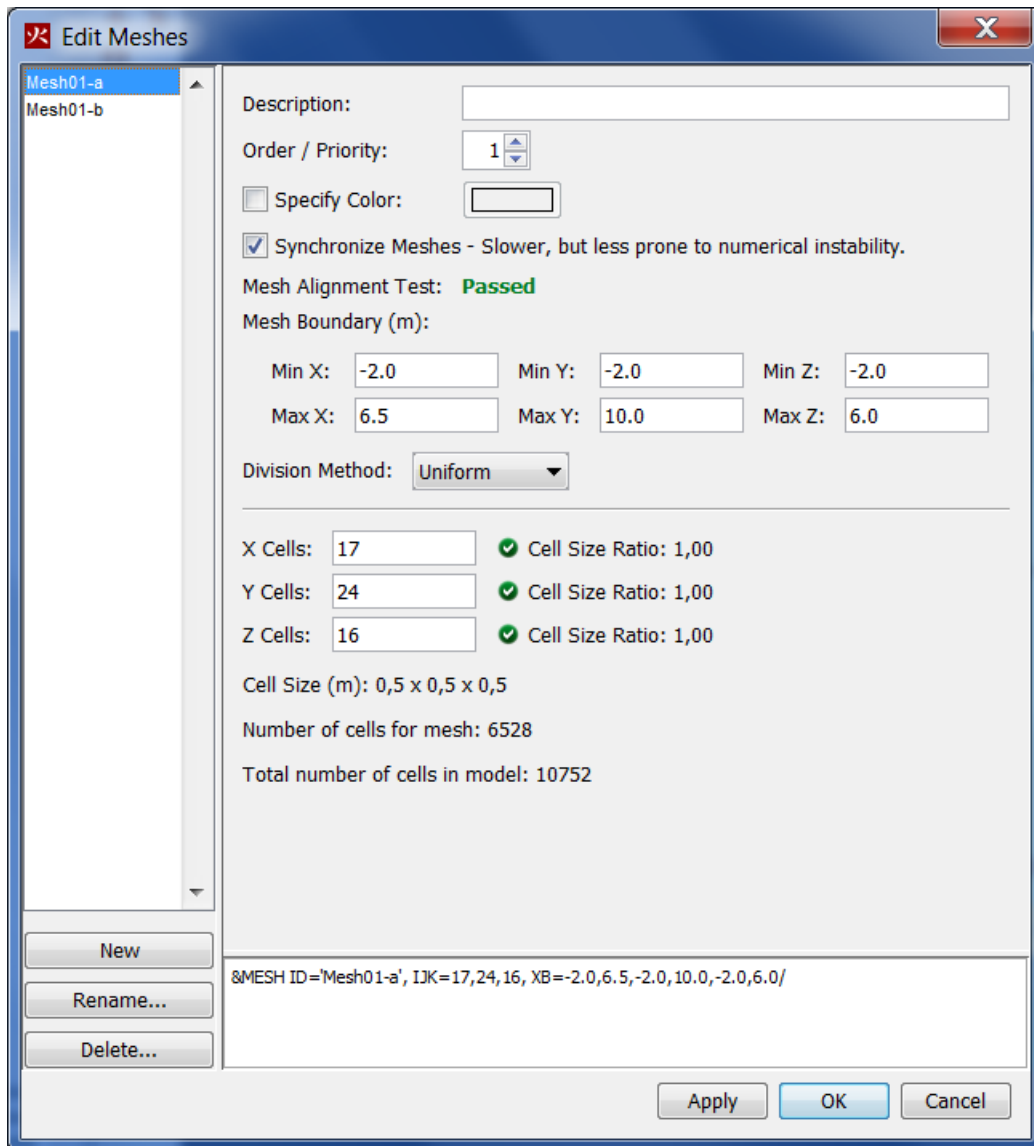 Edit Meshes
Mesh01-a
Mesh01-b
Description:
Order / Priority: 1
Specify Color:
Synchronize Meshes - Slower, but less prone to numerical instability.
Mesh Alignment Test: Passed
Mesh Boundary (m):
Min X: -2.0 Min Y: -2.0 Min Z: -2.0
Max X: 6.5 Max Y: 10.0 Max Z: 6.0
Division Method: Uniform
X Cells: 17 Cell Size Ratio: 1,00
Y Cells: 24 Cell Size Ratio: 1,00
Z Cells: 16 Cell Size Ratio: 1,00
Cell Size (m): 0,5 x 0,5 x 0,5
Number of cells for mesh: 6528
Total number of cells in model: 10752
New
Rename...
Delete...
&MESH ID='Mesh01-a', IJK=17,24,16, XB=-2.0,6.5,-2.0,10.0,-2.0,6.0/
Apply OK Cancel